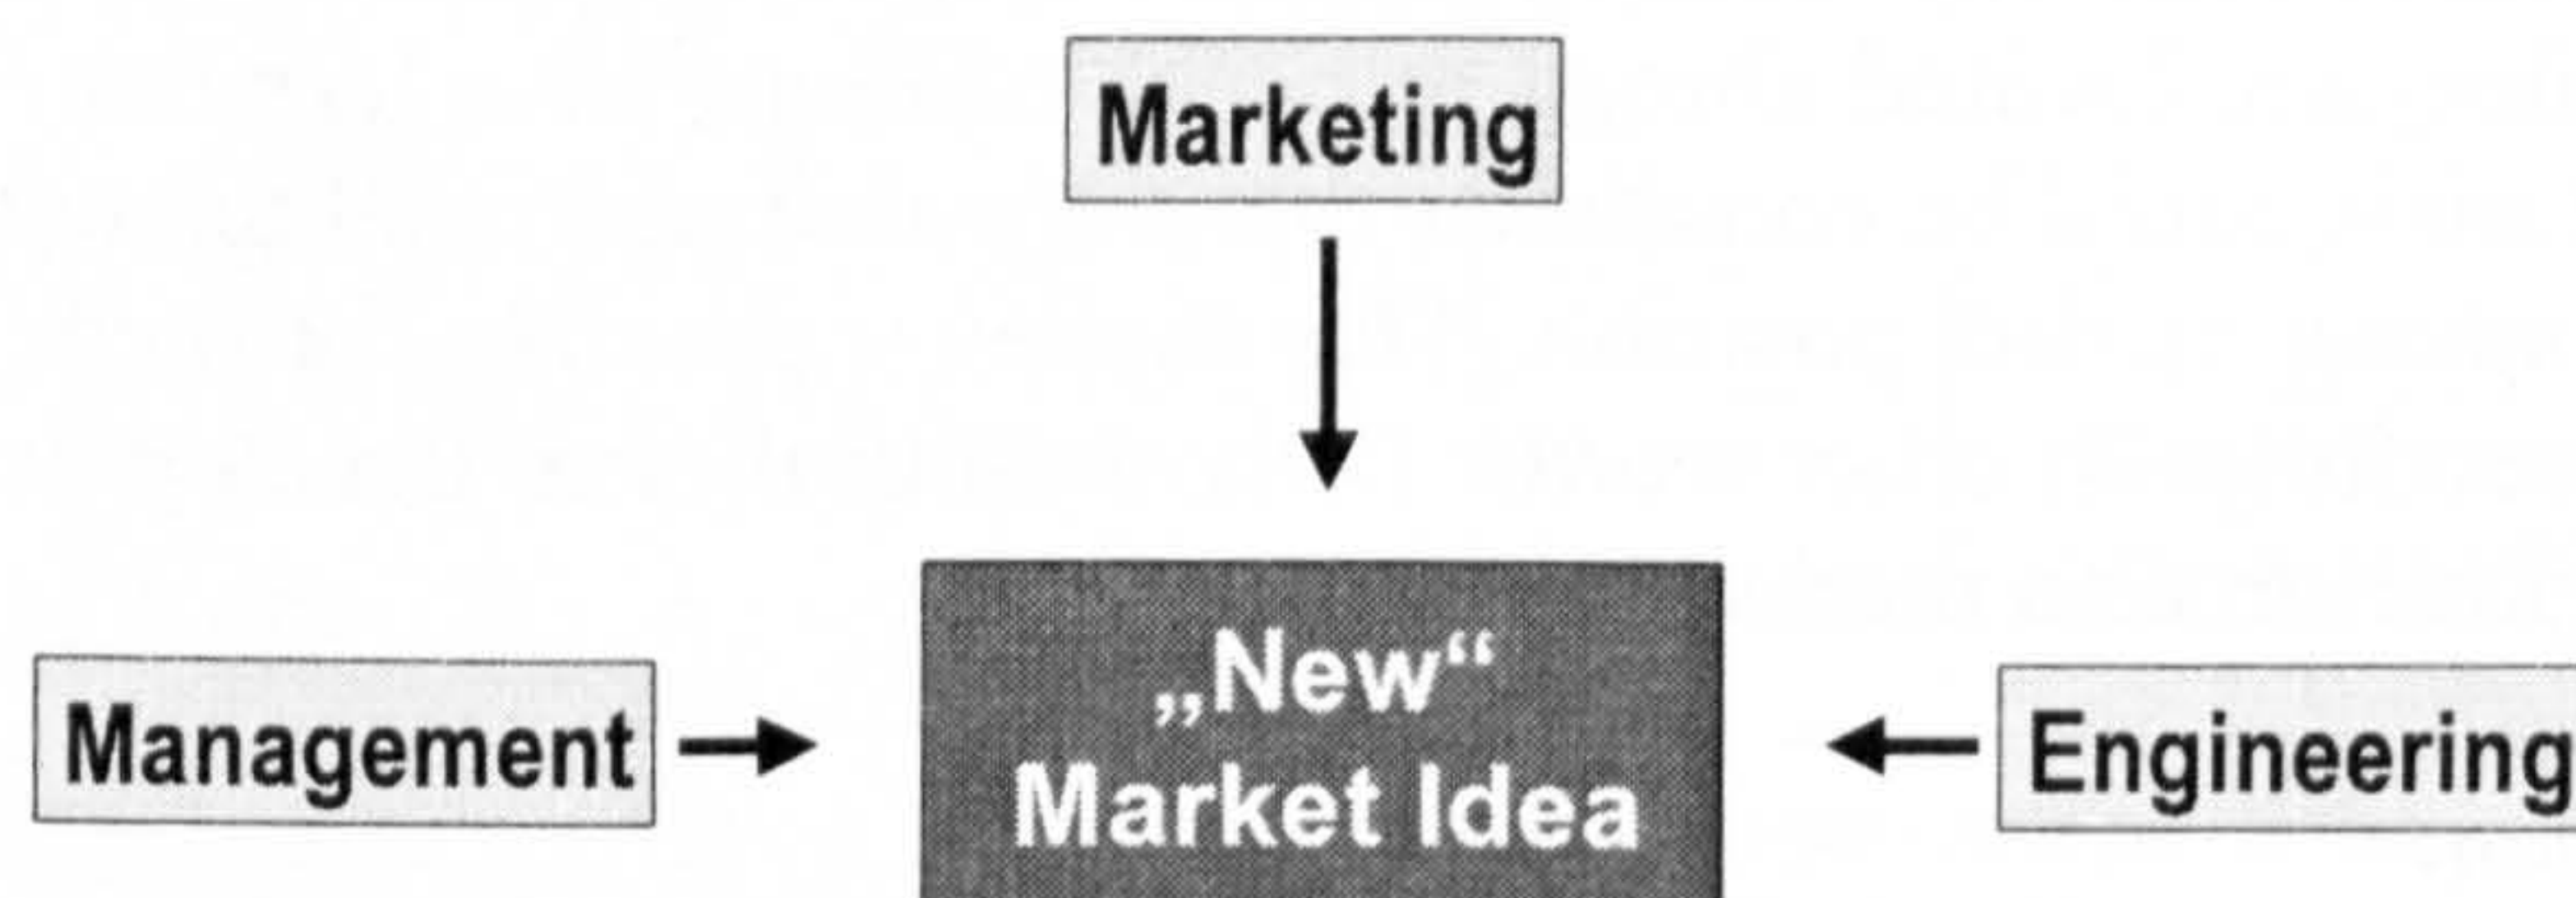 Marketing
„New“
Market Idea
Management
Engineering